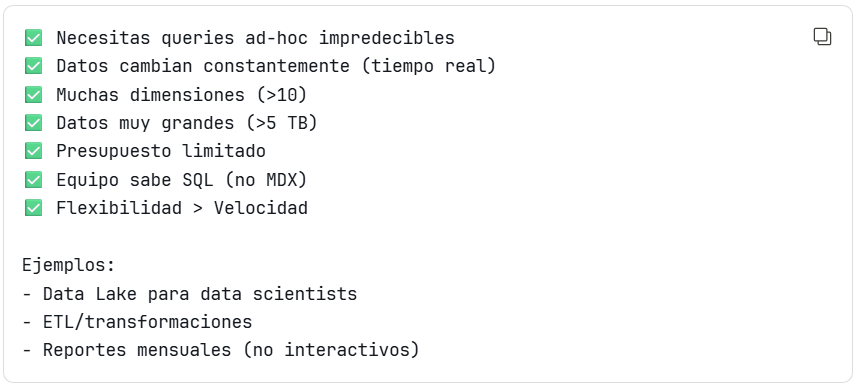 ✅ Necesitas queries ad-hoc impredecibles
✅ Datos cambian constantemente (tiempo real)
✅ Muchas dimensiones (>10)
✅ Datos muy grandes (>5 TB)
✅ Presupuesto limitado
✅ Equipo sabe SQL (no MDX)
✅ Flexibilidad > Velocidad

Ejemplos:
- Data Lake para data scientists
- ETL/transformaciones
- Reportes mensuales (no interactivos)